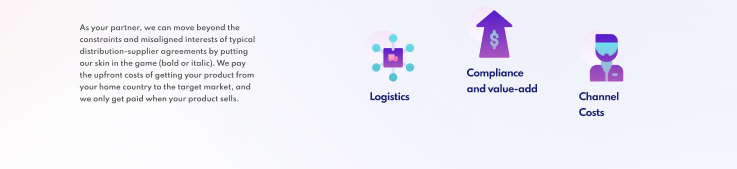 As your partner, we can move beyond the
constraints and misaligned interests of typical
distribution-supplier agreements by putting
our skin in the game (bold or italic). We pay
the upfront costs of getting your product from
your home country to the target market, and
we only get paid when your product sells.
$
Logistics
Compliance
and value-add
Channel
Costs